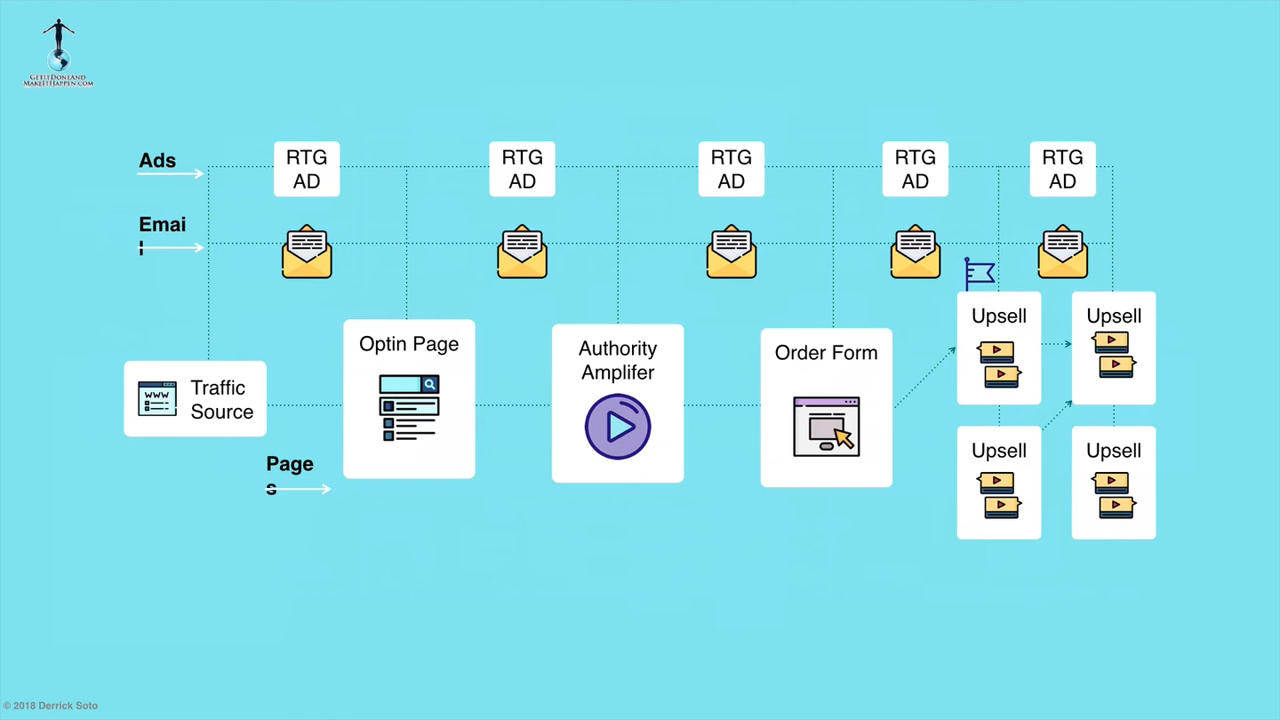 GETITDONEAND
MAKEITHAPPEN.COM
Ads
RTG
AD
RTG
AD
RTG
AD
RTG
AD
RTG
AD
Emai
l
Optin Page
Authority
Amplifer
Order Form
Upsell
Upsell
Traffic
Source
WWW
Page
s
Upsell
Upsell
© 2018 Derrick Soto